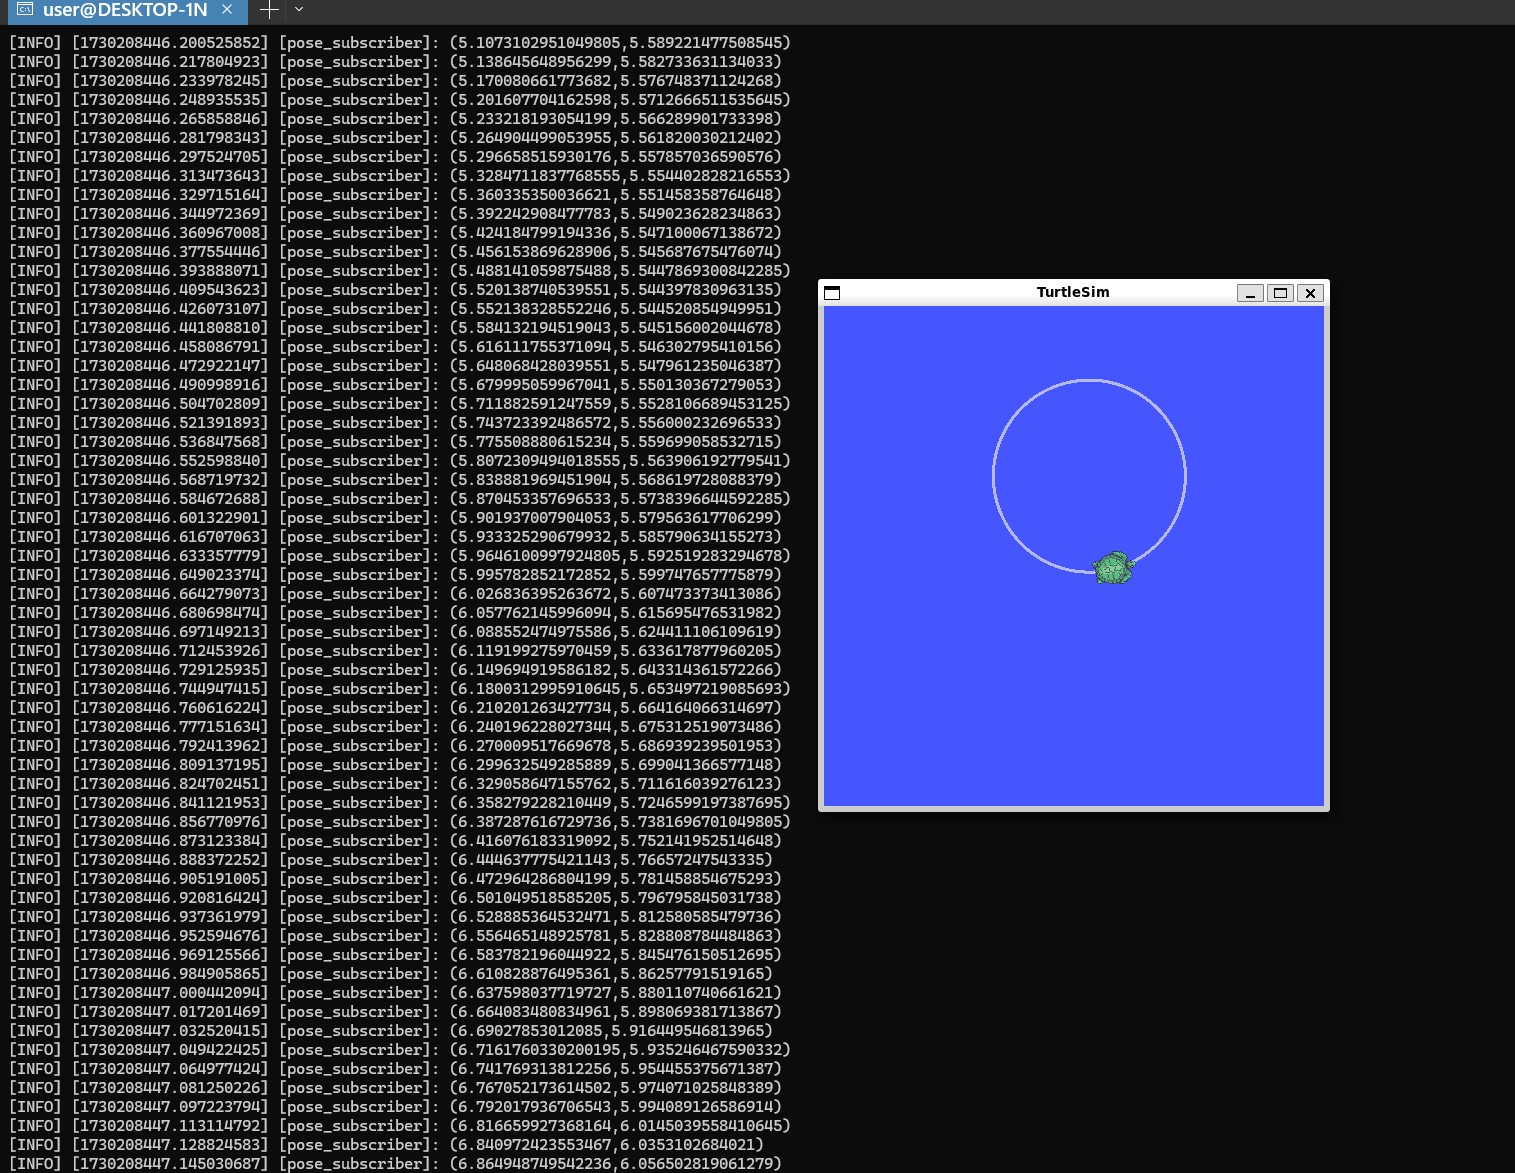 user@DESKTOP-1N
[INFO] [1730208446.200525852] [pose_subscriber]: (5.1073102951049805,5.589221477508545)
[INFO] [1730208446.217804923] [pose_subscriber]: (5.138645648956299,5.582733631134033)
[INFO] [1730208446.233978245] [pose_subscriber]: (5.170080661773682,5.576748371124268)
[INFO] [1730208446.248935535] [pose_subscriber]: (5.201607704162598,5.5712666511535645)
[INFO] [1730208446.265858846] [pose_subscriber]: (5.233218193054199,5.566289901733398)
[INFO] [1730208446.281798343] [pose_subscriber]: (5.264904499053955,5.561820030212402)
[INFO] [1730208446.297524705] [pose_subscriber]: (5.296658515930176,5.557857036590576)
[INFO] [1730208446.313473643] [pose_subscriber]: (5.3284711837768555,5.554402828216553)
[INFO] [1730208446.329715164] [pose_subscriber]: (5.360335350036621,5.551458358764648)
[INFO] [1730208446.344972369] [pose_subscriber]: (5.392242908477783,5.549023628234863)
[INFO] [1730208446.360967008] [pose_subscriber]: (5.424184799194336,5.547100067138672)
[INFO] [1730208446.377554446] [pose_subscriber]: (5.456153869628906,5.545687675476074)
[INFO] [1730208446.393888071] [pose_subscriber]: (5.488141059875488,5.5447869300842285)
[INFO] [1730208446.409543623] [pose_subscriber]: (5.520138740539551,5.544397830963135)
[INFO] [1730208446.426073107] [pose_subscriber]: (5.552138328552246,5.544520854949951)
[INFO] [1730208446.441808810] [pose_subscriber]: (5.584132194519043,5.545156002044678)
[INFO] [1730208446.458086791] [pose_subscriber]: (5.616111755371094,5.546302795410156)
[INFO] [1730208446.472922147] [pose_subscriber]: (5.648068428039551,5.547961235046387)
[INFO] [1730208446.490998916] [pose_subscriber]: (5.679995059967041,5.550130367279053)
[INFO] [1730208446.504702809] [pose_subscriber]: (5.711882591247559,5.5528106689453125)
[INFO] [1730208446.521391893] [pose_subscriber]: (5.743723392486572,5.556000232696533)
[INFO] [1730208446.536847568] [pose_subscriber]: (5.775508880615234,5.559699058532715)
[INFO] [1730208446.552598840] [pose_subscriber]: (5.8072309494018555,5.563906192779541)
[INFO] [1730208446.568719732] [pose_subscriber]: (5.838881969451904,5.568619728088379)
[INFO] [1730208446.584672688] [pose_subscriber]: (5.870453357696533,5.5738396644592285)
[INFO] [1730208446.601322901] [pose_subscriber]: (5.901937007904053,5.579563617706299)
[INFO] [1730208446.616707063] [pose_subscriber]: (5.933325290679932,5.585790634155273)
[INFO] [1730208446.633357779] [pose_subscriber]: (5.9646100997924805,5.592519283294678)
[INFO] [1730208446.649023374] [pose_subscriber]: (5.995782852172852,5.599747657775879)
[INFO] [1730208446.664279073] [pose_subscriber]: (6.026836395263672,5.607473373413086)
[INFO] [1730208446.680698474] [pose_subscriber]: (6.057762145996094,5.615695476531982)
[INFO] [1730208446.697149213] [pose_subscriber]: (6.088552474975586,5.624411106109619)
[INFO] [1730208446.712453926] [pose_subscriber]: (6.119199275970459,5.633617877960205)
[INFO] [1730208446.729125935] [pose_subscriber]: (6.149694919586182,5.643314361572266)
[INFO] [1730208446.744947415] [pose_subscriber]: (6.1800312995910645,5.653497219085693)
[INFO] [1730208446.760616224] [pose_subscriber]: (6.210201263427734,5.664164066314697)
[INFO] [1730208446.777151634] [pose_subscriber]: (6.240196228027344,5.675312519073486)
[INFO] [1730208446.792413962] [pose_subscriber]: (6.270009517669678,5.686939239501953)
[INFO] [1730208446.809137195] [pose_subscriber]: (6.299632549285889,5.699041366577148)
[INFO] [1730208446.824702451] [pose_subscriber]: (6.329058647155762,5.711616039276123)
[INFO] [1730208446.841121953] [pose_subscriber]: (6.358279228210449,5.7246599197387695)
[INFO] [1730208446.856770976] [pose_subscriber]: (6.387287616729736,5.7381696701049805)
[INFO] [1730208446.873123384] [pose_subscriber]: (6.416076183319092,5.752141952514648)
[INFO] [1730208446.888372252] [pose_subscriber]: (6.444637775421143,5.76657247543335)
[INFO] [1730208446.905191005] [pose_subscriber]: (6.472964286804199,5.781458854675293)
[INFO] [1730208446.920816424] [pose_subscriber]: (6.501049518585205,5.796795845031738)
[INFO] [1730208446.937361979] [pose_subscriber]: (6.528885364532471,5.812580585479736)
[INFO] [1730208446.952594676] [pose_subscriber]: (6.556465148925781,5.828808784484863)
[INFO] [1730208446.969125566] [pose_subscriber]: (6.583782196044922,5.845476150512695)
[INFO] [1730208446.984905865] [pose_subscriber]: (6.610828876495361,5.86257791519165)
[INFO] [1730208447.000442094] [pose_subscriber]: (6.637598037719727,5.880110740661621)
[INFO] [1730208447.017201469] [pose_subscriber]: (6.664083480834961,5.898069381713867)
[INFO] [1730208447.032520415] [pose_subscriber]: (6.69027853012085,5.916449546813965)
[INFO] [1730208447.049422425] [pose_subscriber]: (6.7161760330200195,5.935246467590332)
[INFO] [1730208447.064977424] [pose_subscriber]: (6.741769313812256,5.954455375671387)
[INFO] [1730208447.081250226] [pose_subscriber]: (6.767052173614502,5.974071025848389)
[INFO] [1730208447.097223794] [pose_subscriber]: (6.792017936706543,5.994089126586914)
[INFO] [1730208447.113114792] [pose_subscriber]: (6.816659927368164,6.0145039558410645)
[INFO] [1730208447.128824583] [pose_subscriber]: (6.840972423553467,6.0353102684021)
[INFO] [1730208447.145030687] [pose_subscriber]: (6.864948749542236,6.056502819061279)
TurtleSim